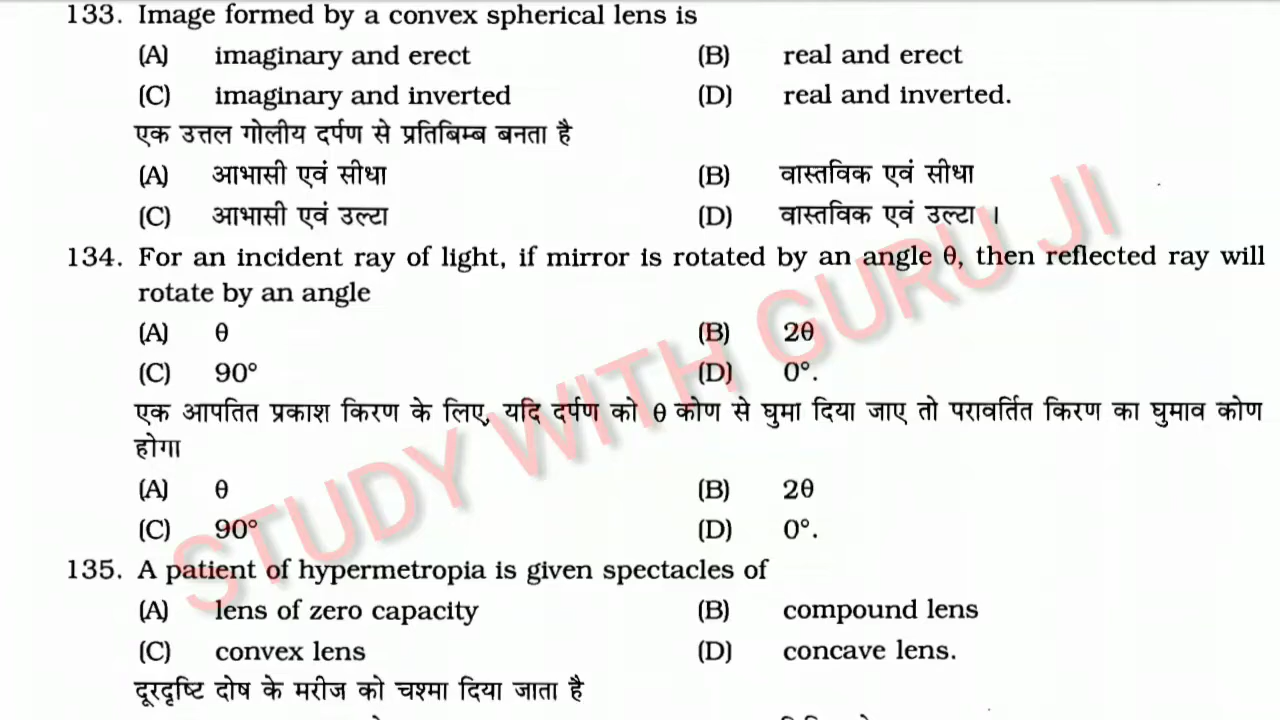 133. Image formed by a convex spherical lens is
(A) imaginary and erect (B) real and erect
(C) imaginary and inverted (D) real and inverted.
एक उत्तल गोलीय दर्पण से प्रतिबिम्ब बनता है
(A) आभासी एवं सीधा (B) वास्तविक एवं सीधा
(C) आभासी एवं उल्टा (D) वास्तविक एवं उल्टा ।
134. For an incident ray of light, if mirror is rotated by an angle θ, then reflected ray will
rotate by an angle
(A) θ (B) 2θ
(C) 90° (D) 0°.
एक आपतित प्रकाश किरण के लिए, यदि दर्पण को θ कोण से घुमा दिया जाए तो परावर्तित किरण का घुमाव कोण
होगा
(A) θ (B) 2θ
(C) 90° (D) 0°.
135. A patient of hypermetropia is given spectacles of
(A) lens of zero capacity (B) compound lens
(C) convex lens (D) concave lens.
दूरदृष्टि दोष के मरीज को चश्मा दिया जाता है
STUDY WITH GURU JI